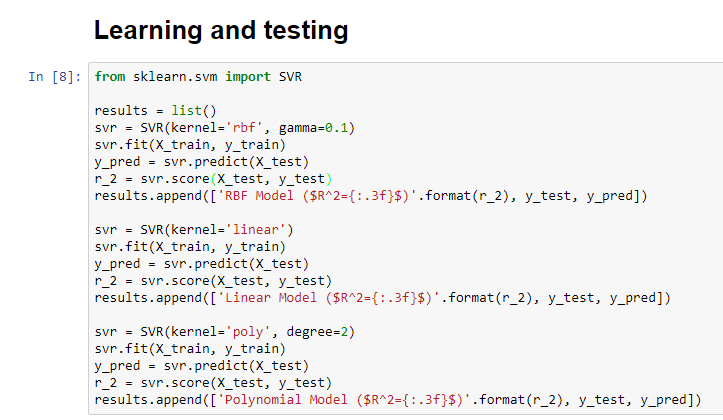 Learning and testing
In [8]: from sklearn.svm import SVR
results = list()
svr = SVR(kernel='rbf', gamma=0.1)
svr.fit(X_train, y_train)
y_pred = svr.predict(X_test)
r_2 = svr.score(X_test, y_test)
results.append(['RBF Model ($R^2={:.3f}$)'.format(r_2), y_test, y_pred])
svr = SVR(kernel='linear')
svr.fit(X_train, y_train)
y_pred = svr.predict(X_test)
r_2 = svr.score(X_test, y_test)
results.append(['Linear Model ($R^2={:.3f}$)'.format(r_2), y_test, y_pred])
svr = SVR(kernel='poly', degree=2)
svr.fit(X_train, y_train)
y_pred = svr.predict(X_test)
r_2 = svr.score(X_test, y_test)
results.append(['Polynomial Model ($R^2={:.3f}$)'.format(r_2), y_test, y_pred])